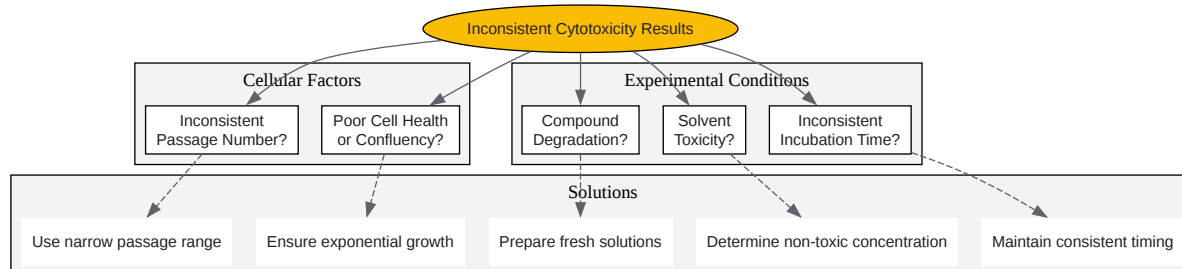 Inconsistent Cytotoxicity Results
Cellular Factors
Experimental Conditions
Inconsistent
Passage Number?
Poor Cell Health
or Confluency?
Compound
Degradation?
Solvent
Toxicity?
Inconsistent
Incubation Time?
Solutions
Use narrow passage range
Ensure exponential growth
Prepare fresh solutions
Determine non-toxic concentration
Maintain consistent timing